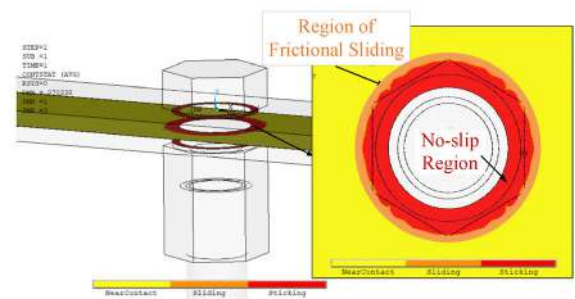 Region of
Frictional Sliding
STEP=1
SUB =1
TIME=1
CONTSTAT (AVG)
RSYS=0
No-slip
Region
NearContact Sliding Sticking
NearContact Sliding Sticking